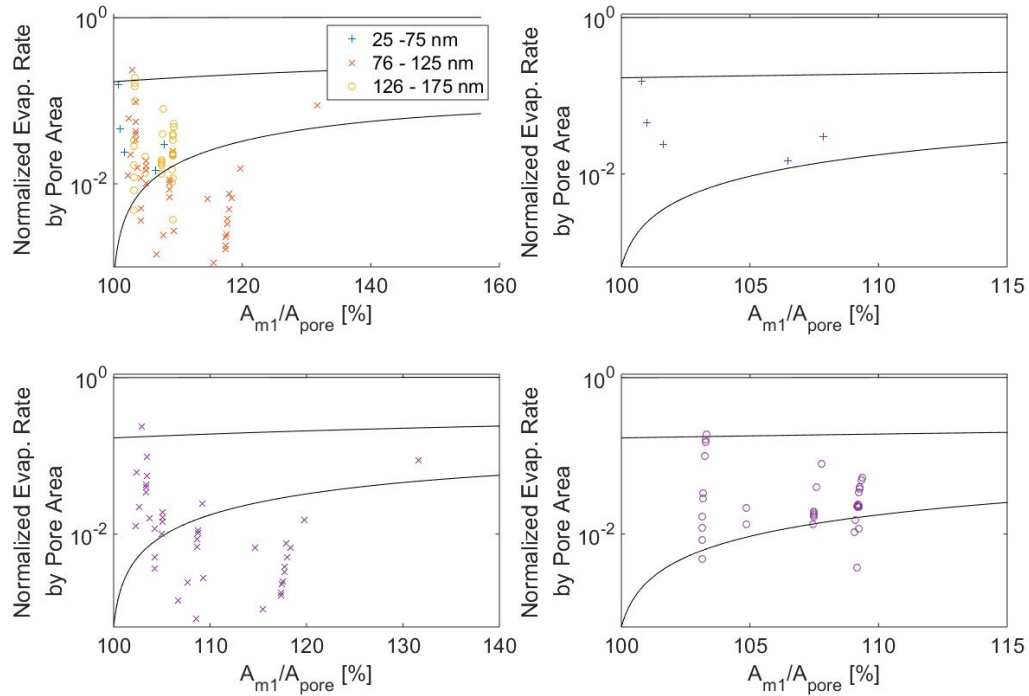 Normalized Evap. Rate
by Pore Area
10^0
10^-2
25 -75 nm
76 - 125 nm
126 - 175 nm
100
120
140
160
A_m1/A_pore [%]
Normalized Evap. Rate
by Pore Area
10^0
10^-2
100
105
110
115
A_m1/A_pore [%]
Normalized Evap. Rate
by Pore Area
10^0
10^-2
100
110
120
130
140
A_m1/A_pore [%]
Normalized Evap. Rate
by Pore Area
10^0
10^-2
100
105
110
115
A_m1/A_pore [%]